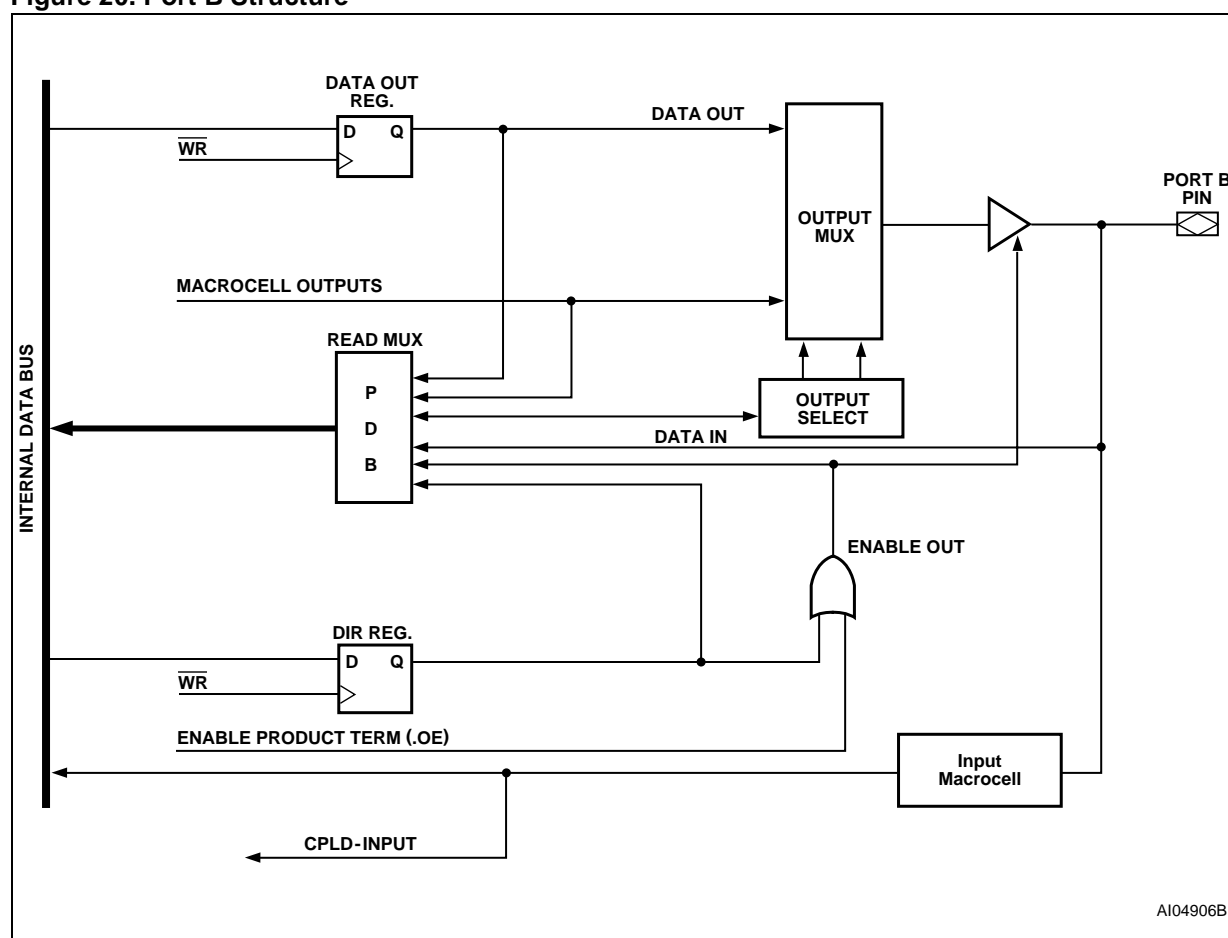 Figure 26. Port B Structure
DATA OUT
REG.
D Q
WR
DATA OUT
PORT B
PIN
OUTPUT
MUX
MACROCELL OUTPUTS
READ MUX
P
D
B
OUTPUT
SELECT
DATA IN
INTERNAL DATA BUS
ENABLE OUT
DIR REG.
D Q
WR
ENABLE PRODUCT TERM (.OE)
Input
Macrocell
CPLD-INPUT
AI04906B